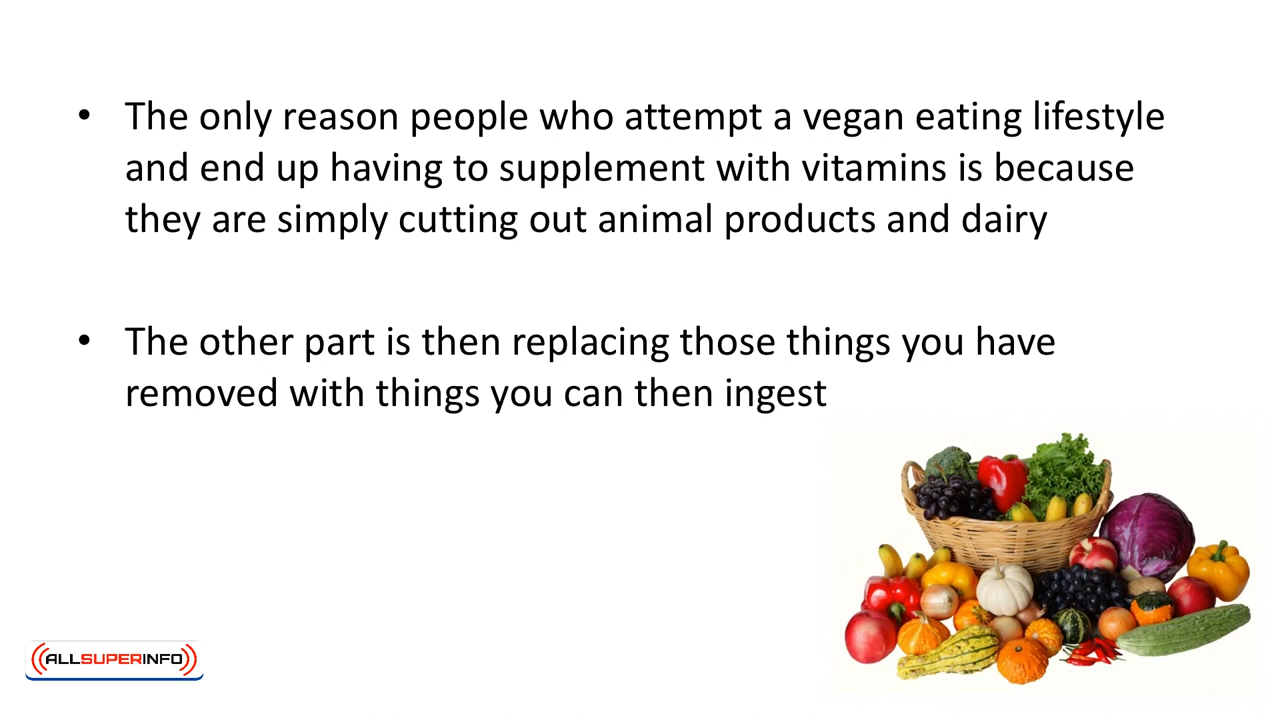 • The only reason people who attempt a vegan eating lifestyle
and end up having to supplement with vitamins is because
they are simply cutting out animal products and dairy
• The other part is then replacing those things you have
removed with things you can then ingest
((ALLSUPERINFO))